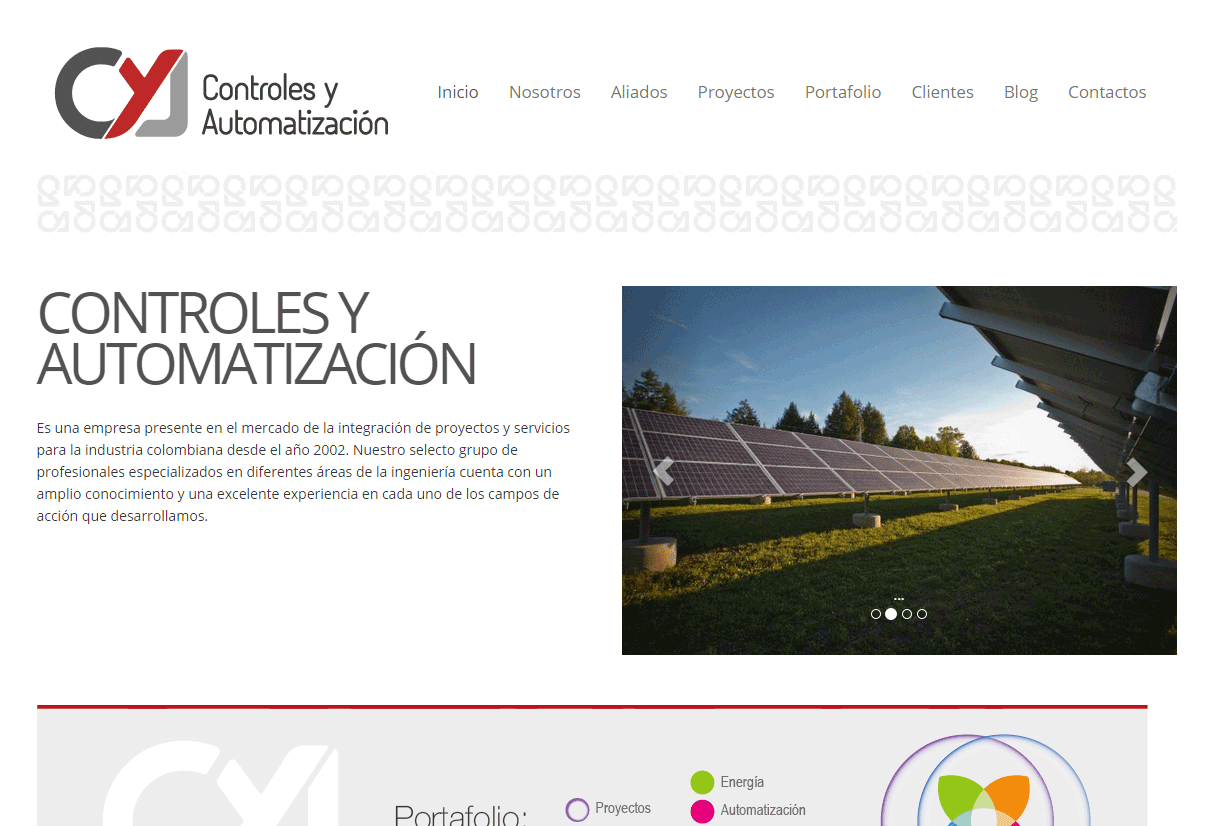 Controles y
Automatización
Inicio Nosotros Aliados Proyectos Portafolio Clientes Blog Contactos
CONTROLES Y
AUTOMATIZACIÓN
Es una empresa presente en el mercado de la integración de proyectos y servicios
para la industria colombiana desde el año 2002. Nuestro selecto grupo de
profesionales especializados en diferentes áreas de la ingeniería cuenta con un
amplio conocimiento y una excelente experiencia en cada uno de los campos de
acción que desarrollamos.
...
Energía
Portafolio: Proyectos Automatización